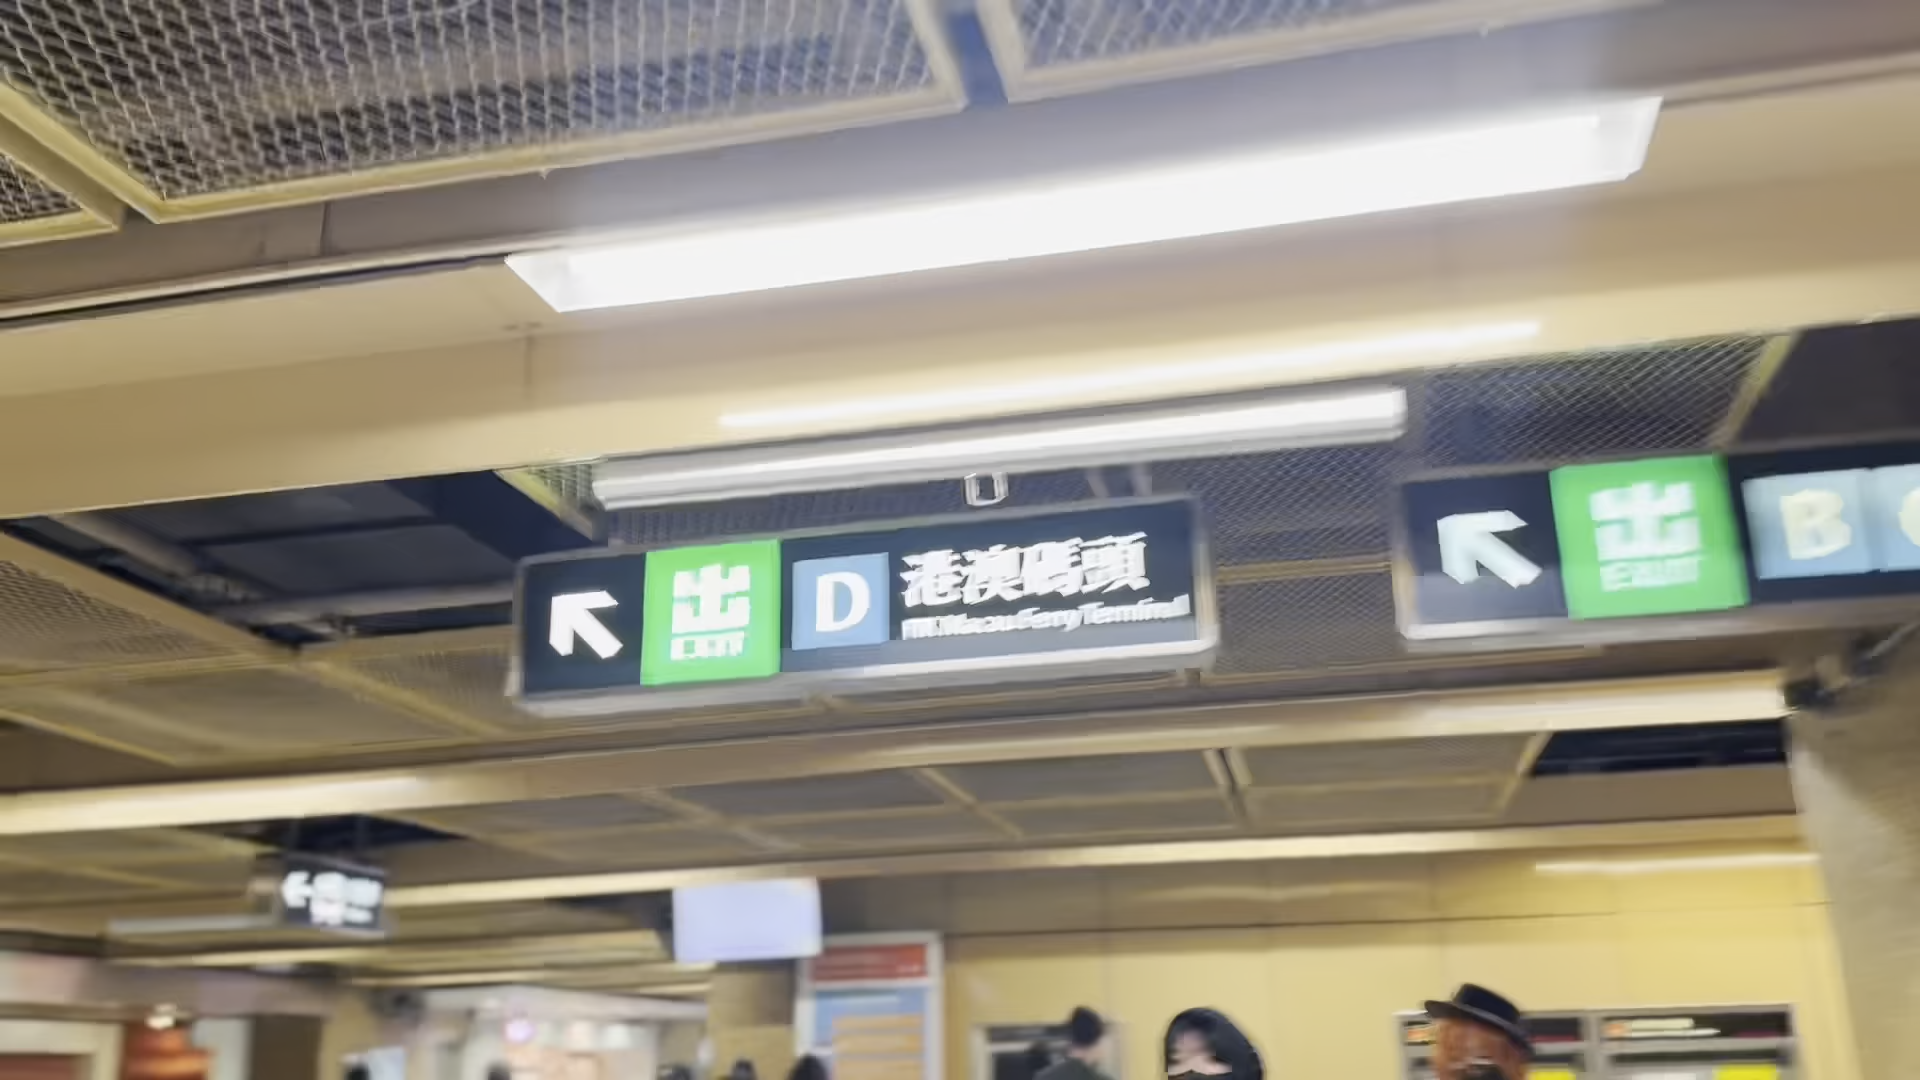 出
EXIT
D
港澳碼頭
HK Macau Ferry Terminal
出
EXIT
B